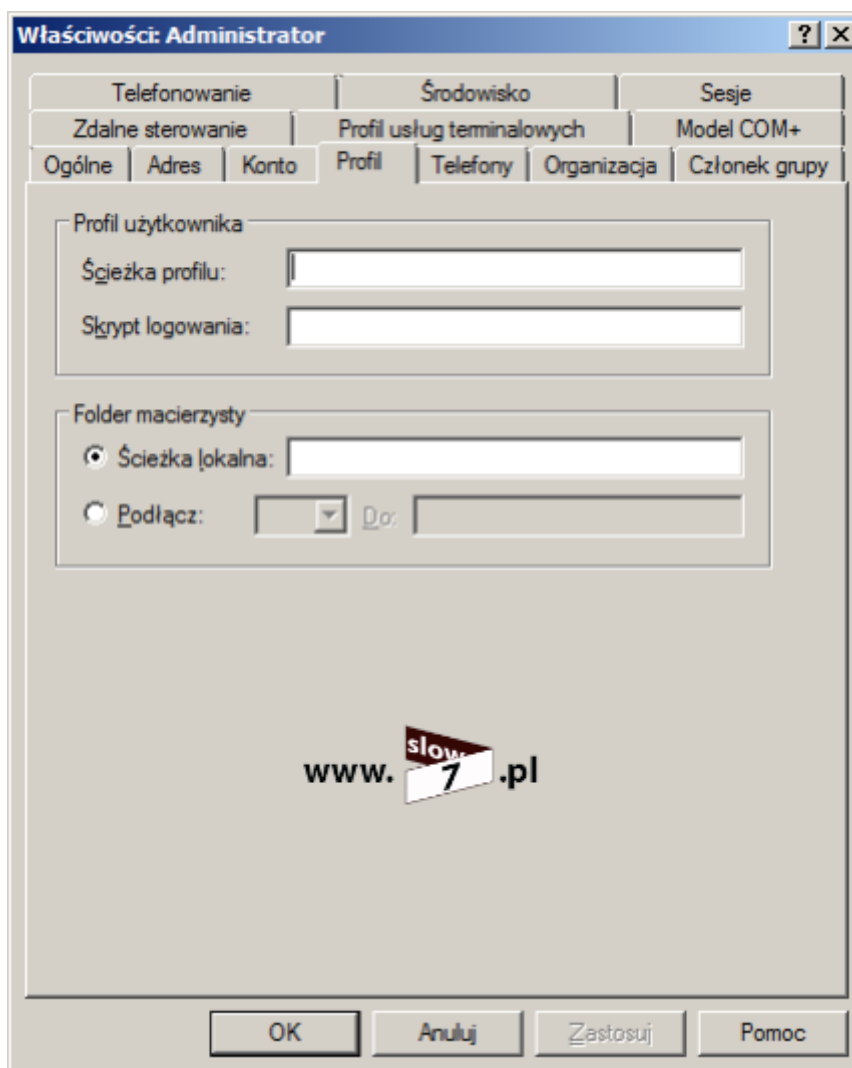 Właściwości: Administrator
Telefonowanie Środowisko Sesje
Zdalne sterowanie Profil usług terminalowych Model COM+
Ogólne Adres Konto Profil Telefony Organizacja Członek grupy
Profil użytkownika
Ścieżka profilu:
Skrypt logowania:
Folder macierzysty
Ścieżka lokalna:
Podłącz: Do:
www.slow7.pl
OK Anuluj Zastosuj Pomoc